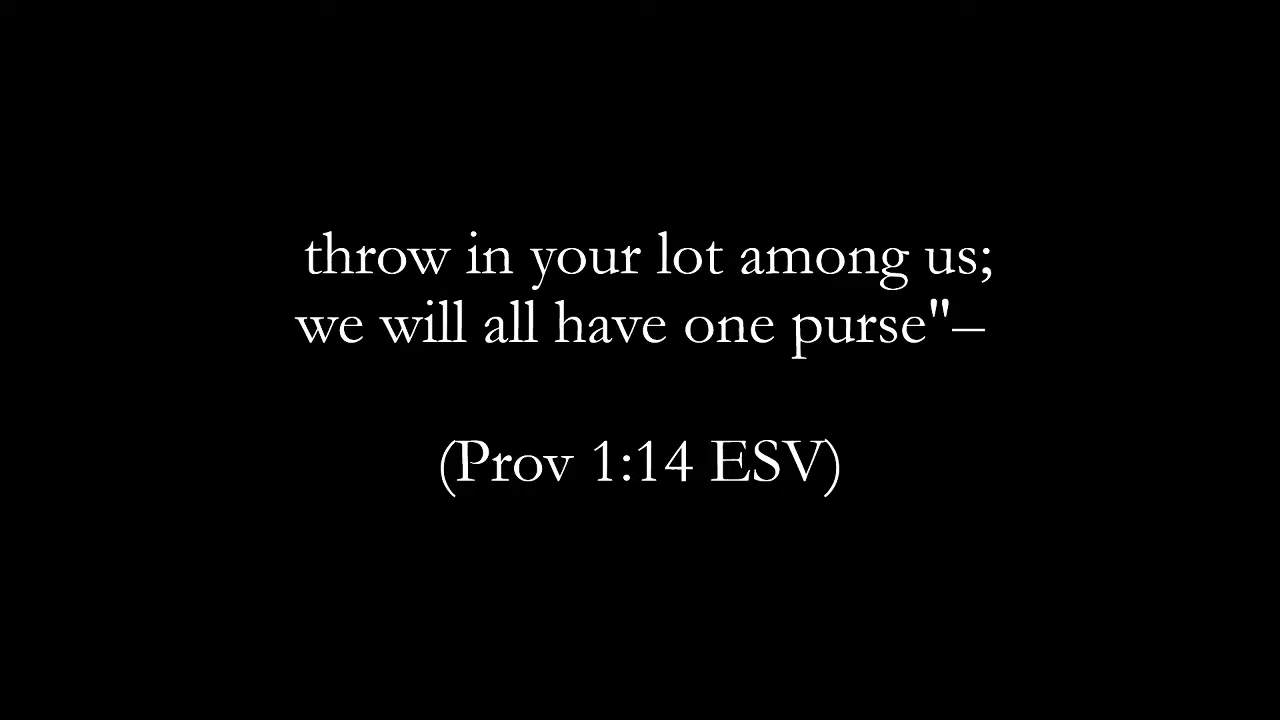 throw in your lot among us;
we will all have one purse"–
(Prov 1:14 ESV)